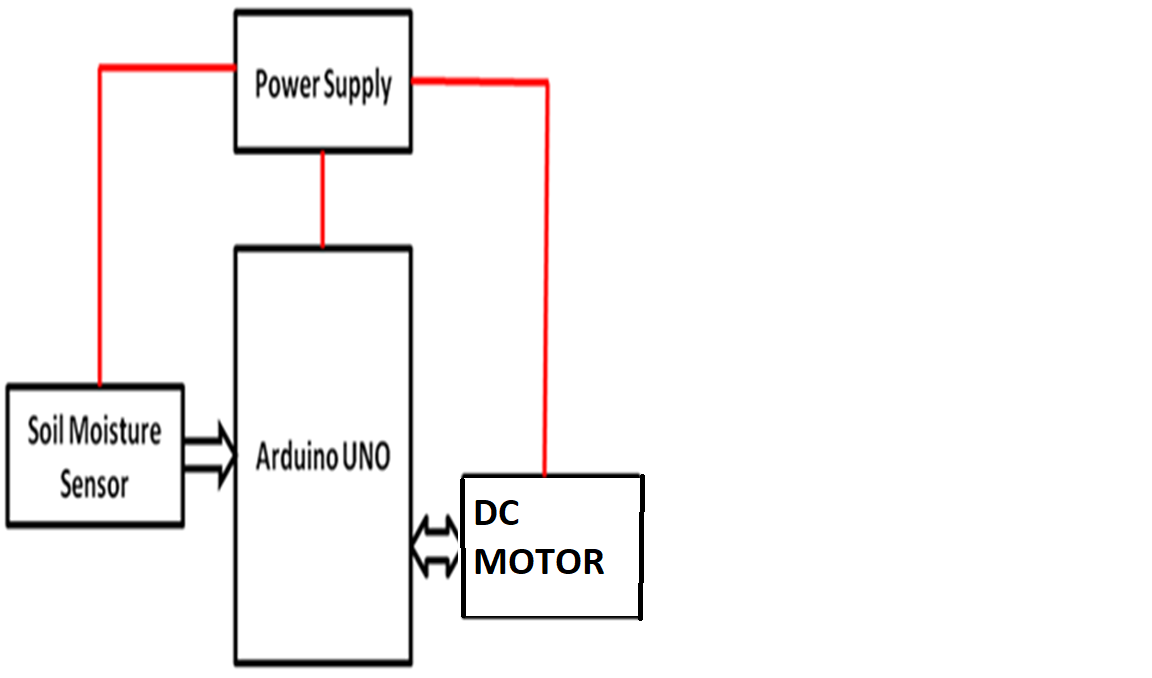 Power Supply
Soil Moisture
Sensor
Arduino UNO
DC
MOTOR